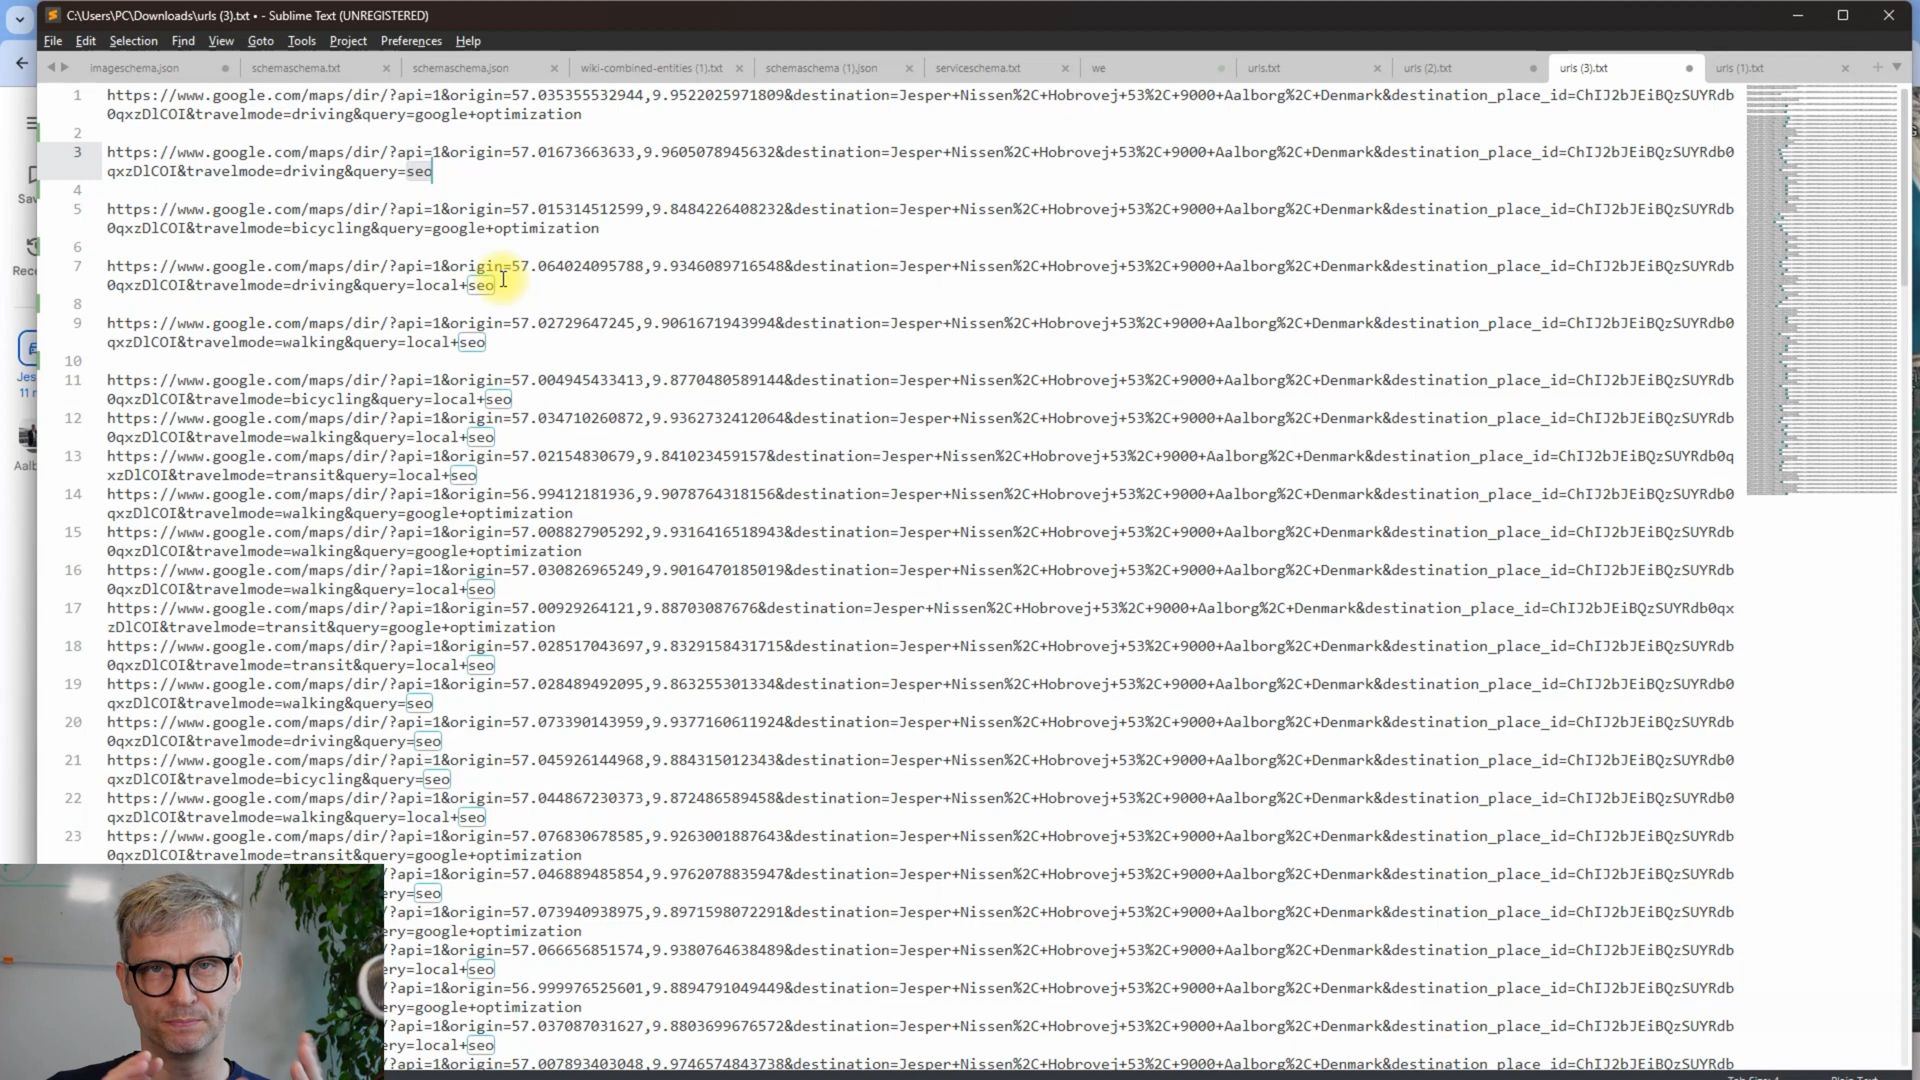 C:\Users\PC\Downloads\urls (3).txt • - Sublime Text (UNREGISTERED)
File Edit Selection Find View Goto Tools Project Preferences Help
imageschema.json schemaschema.txt schemaschema.json wiki-combined-entities (1).txt schemaschema (1).json serviceschema.txt we urls.txt urls (2).txt urls (3).txt urls (1).txt
1 https://www.google.com/maps/dir/?api=1&origin=57.035355532944,9.9522025971809&destination=Jesper+Nissen%2C+Hobrovej+53%2C+9000+Aalborg%2C+Denmark&destination_place_id=ChIJ2bJEiBQzSUYRdb
0qxzDlCOI&travelmode=driving&query=google+optimization
2
3 https://www.google.com/maps/dir/?api=1&origin=57.01673663633,9.9605078945632&destination=Jesper+Nissen%2C+Hobrovej+53%2C+9000+Aalborg%2C+Denmark&destination_place_id=ChIJ2bJEiBQzSUYRdb0
qxzDlCOI&travelmode=driving&query=seo
4
5 https://www.google.com/maps/dir/?api=1&origin=57.015314512599,9.8484226408232&destination=Jesper+Nissen%2C+Hobrovej+53%2C+9000+Aalborg%2C+Denmark&destination_place_id=ChIJ2bJEiBQzSUYRdb
0qxzDlCOI&travelmode=bicycling&query=google+optimization
6
7 https://www.google.com/maps/dir/?api=1&origin=57.064024095788,9.9346089716548&destination=Jesper+Nissen%2C+Hobrovej+53%2C+9000+Aalborg%2C+Denmark&destination_place_id=ChIJ2bJEiBQzSUYRdb
0qxzDlCOI&travelmode=driving&query=local+seo
8
9 https://www.google.com/maps/dir/?api=1&origin=57.02729647245,9.9061671943994&destination=Jesper+Nissen%2C+Hobrovej+53%2C+9000+Aalborg%2C+Denmark&destination_place_id=ChIJ2bJEiBQzSUYRdb0
qxzDlCOI&travelmode=walking&query=local+seo
10
11 https://www.google.com/maps/dir/?api=1&origin=57.004945433413,9.8770480589144&destination=Jesper+Nissen%2C+Hobrovej+53%2C+9000+Aalborg%2C+Denmark&destination_place_id=ChIJ2bJEiBQzSUYRdb
0qxzDlCOI&travelmode=bicycling&query=local+seo
12 https://www.google.com/maps/dir/?api=1&origin=57.034710260872,9.9362732412064&destination=Jesper+Nissen%2C+Hobrovej+53%2C+9000+Aalborg%2C+Denmark&destination_place_id=ChIJ2bJEiBQzSUYRdb
0qxzDlCOI&travelmode=walking&query=local+seo
13 https://www.google.com/maps/dir/?api=1&origin=57.02154830679,9.841023459157&destination=Jesper+Nissen%2C+Hobrovej+53%2C+9000+Aalborg%2C+Denmark&destination_place_id=ChIJ2bJEiBQzSUYRdb0q
xzDlCOI&travelmode=transit&query=local+seo
14 https://www.google.com/maps/dir/?api=1&origin=56.99412181936,9.9078764318156&destination=Jesper+Nissen%2C+Hobrovej+53%2C+9000+Aalborg%2C+Denmark&destination_place_id=ChIJ2bJEiBQzSUYRdb0
qxzDlCOI&travelmode=walking&query=google+optimization
15 https://www.google.com/maps/dir/?api=1&origin=57.008827905292,9.9316416518943&destination=Jesper+Nissen%2C+Hobrovej+53%2C+9000+Aalborg%2C+Denmark&destination_place_id=ChIJ2bJEiBQzSUYRdb
0qxzDlCOI&travelmode=walking&query=google+optimization
16 https://www.google.com/maps/dir/?api=1&origin=57.030826965249,9.9016470185019&destination=Jesper+Nissen%2C+Hobrovej+53%2C+9000+Aalborg%2C+Denmark&destination_place_id=ChIJ2bJEiBQzSUYRdb
0qxzDlCOI&travelmode=walking&query=local+seo
17 https://www.google.com/maps/dir/?api=1&origin=57.00929264121,9.88703087676&destination=Jesper+Nissen%2C+Hobrovej+53%2C+9000+Aalborg%2C+Denmark&destination_place_id=ChIJ2bJEiBQzSUYRdb0qx
zDlCOI&travelmode=transit&query=google+optimization
18 https://www.google.com/maps/dir/?api=1&origin=57.028517043697,9.8329158431715&destination=Jesper+Nissen%2C+Hobrovej+53%2C+9000+Aalborg%2C+Denmark&destination_place_id=ChIJ2bJEiBQzSUYRdb
0qxzDlCOI&travelmode=transit&query=local+seo
19 https://www.google.com/maps/dir/?api=1&origin=57.028489492095,9.863255301334&destination=Jesper+Nissen%2C+Hobrovej+53%2C+9000+Aalborg%2C+Denmark&destination_place_id=ChIJ2bJEiBQzSUYRdb0
qxzDlCOI&travelmode=walking&query=seo
20 https://www.google.com/maps/dir/?api=1&origin=57.073390143959,9.9377160611924&destination=Jesper+Nissen%2C+Hobrovej+53%2C+9000+Aalborg%2C+Denmark&destination_place_id=ChIJ2bJEiBQzSUYRdb
0qxzDlCOI&travelmode=driving&query=seo
21 https://www.google.com/maps/dir/?api=1&origin=57.045926144968,9.884315012343&destination=Jesper+Nissen%2C+Hobrovej+53%2C+9000+Aalborg%2C+Denmark&destination_place_id=ChIJ2bJEiBQzSUYRdb0
qxzDlCOI&travelmode=bicycling&query=seo
22 https://www.google.com/maps/dir/?api=1&origin=57.044867230373,9.872486589458&destination=Jesper+Nissen%2C+Hobrovej+53%2C+9000+Aalborg%2C+Denmark&destination_place_id=ChIJ2bJEiBQzSUYRdb0
qxzDlCOI&travelmode=walking&query=local+seo
23 https://www.google.com/maps/dir/?api=1&origin=57.076830678585,9.9263001887643&destination=Jesper+Nissen%2C+Hobrovej+53%2C+9000+Aalborg%2C+Denmark&destination_place_id=ChIJ2bJEiBQzSUYRdb
0qxzDlCOI&travelmode=transit&query=google+optimization
/?api=1&origin=57.046889485854,9.9762078835947&destination=Jesper+Nissen%2C+Hobrovej+53%2C+9000+Aalborg%2C+Denmark&destination_place_id=ChIJ2bJEiBQzSUYRdb
ery=seo
/?api=1&origin=57.073940938975,9.8971598072291&destination=Jesper+Nissen%2C+Hobrovej+53%2C+9000+Aalborg%2C+Denmark&destination_place_id=ChIJ2bJEiBQzSUYRdb
ery=google+optimization
/?api=1&origin=57.066656851574,9.9380764638489&destination=Jesper+Nissen%2C+Hobrovej+53%2C+9000+Aalborg%2C+Denmark&destination_place_id=ChIJ2bJEiBQzSUYRdb
ery=local+seo
/?api=1&origin=56.999976525601,9.8894791049449&destination=Jesper+Nissen%2C+Hobrovej+53%2C+9000+Aalborg%2C+Denmark&destination_place_id=ChIJ2bJEiBQzSUYRdb
ery=google+optimization
/?api=1&origin=57.037087031627,9.8803699676572&destination=Jesper+Nissen%2C+Hobrovej+53%2C+9000+Aalborg%2C+Denmark&destination_place_id=ChIJ2bJEiBQzSUYRdb
ery=local+seo
/?api=1&origin=57.007893403048,9.9746574843738&destination=Jesper+Nissen%2C+Hobrovej+53%2C+9000+Aalborg%2C+Denmark&destination_place_id=ChIJ2bJEiBQzSUYRdb
Sav
Rece
Jes
11 r
Aalb